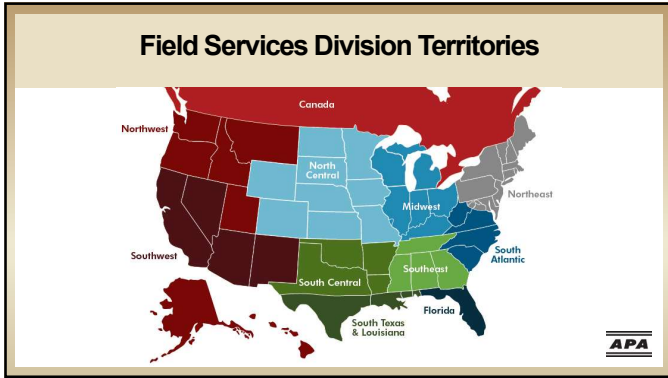 Field Services Division Territories
Canada
Northwest
North
Central
Northeast
Midwest
South
Atlantic
Southwest
Southeast
South Central
Florida
South Texas
& Louisiana
APA